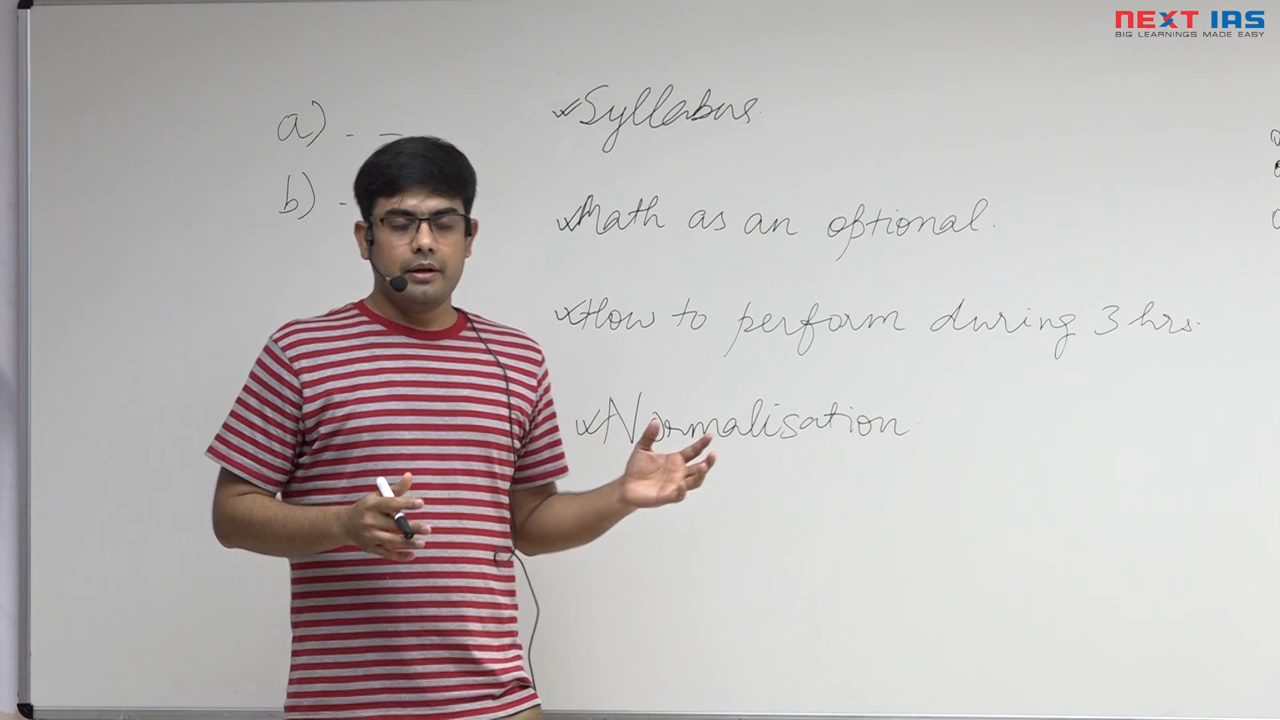 NEXT IAS
BIG LEARNINGS MADE EASY
a) - -
b) -
Syllabus.
Math as an optional.
How to perform during 3 hrs.
Normalisation